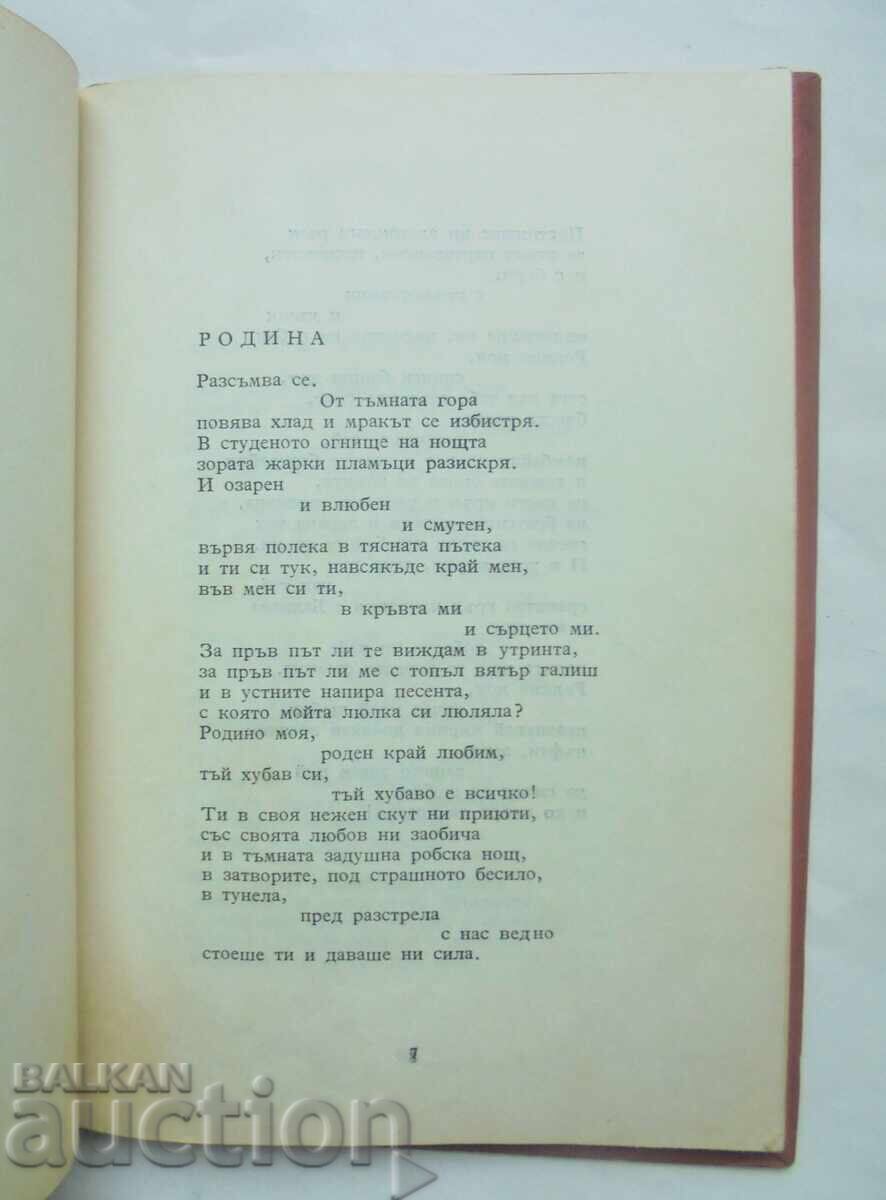 РОДИНА
Разсъмва се.
От тъмната гора
повява хлад и мракът се избистря.
В студеното огнище на нощта
зората жарки пламъци разискря.
И озарен
и влюбен
и смутен,
вървя полека в тясната пътека
и ти си тук, навсякъде край мен,
във мен си ти,
в кръвта ми
и сърцето ми.
За пръв път ли те виждам в утринта,
за пръв път ли ме с топъл вятър галиш
и в устните напира песента,
с която мойта люлка си люляла?
Родино моя,
роден край любим,
тъй хубав си,
тъй хубаво е всичко!
Ти в своя нежен скут ни приюти,
със своята любов ни заобича
и в тъмната задушна робска нощ,
в затворите, под страшното бесило,
в тунела,
пред разстрела
с нас ведно
стоеше ти и даваше ни сила.
7
BALKAN
auction